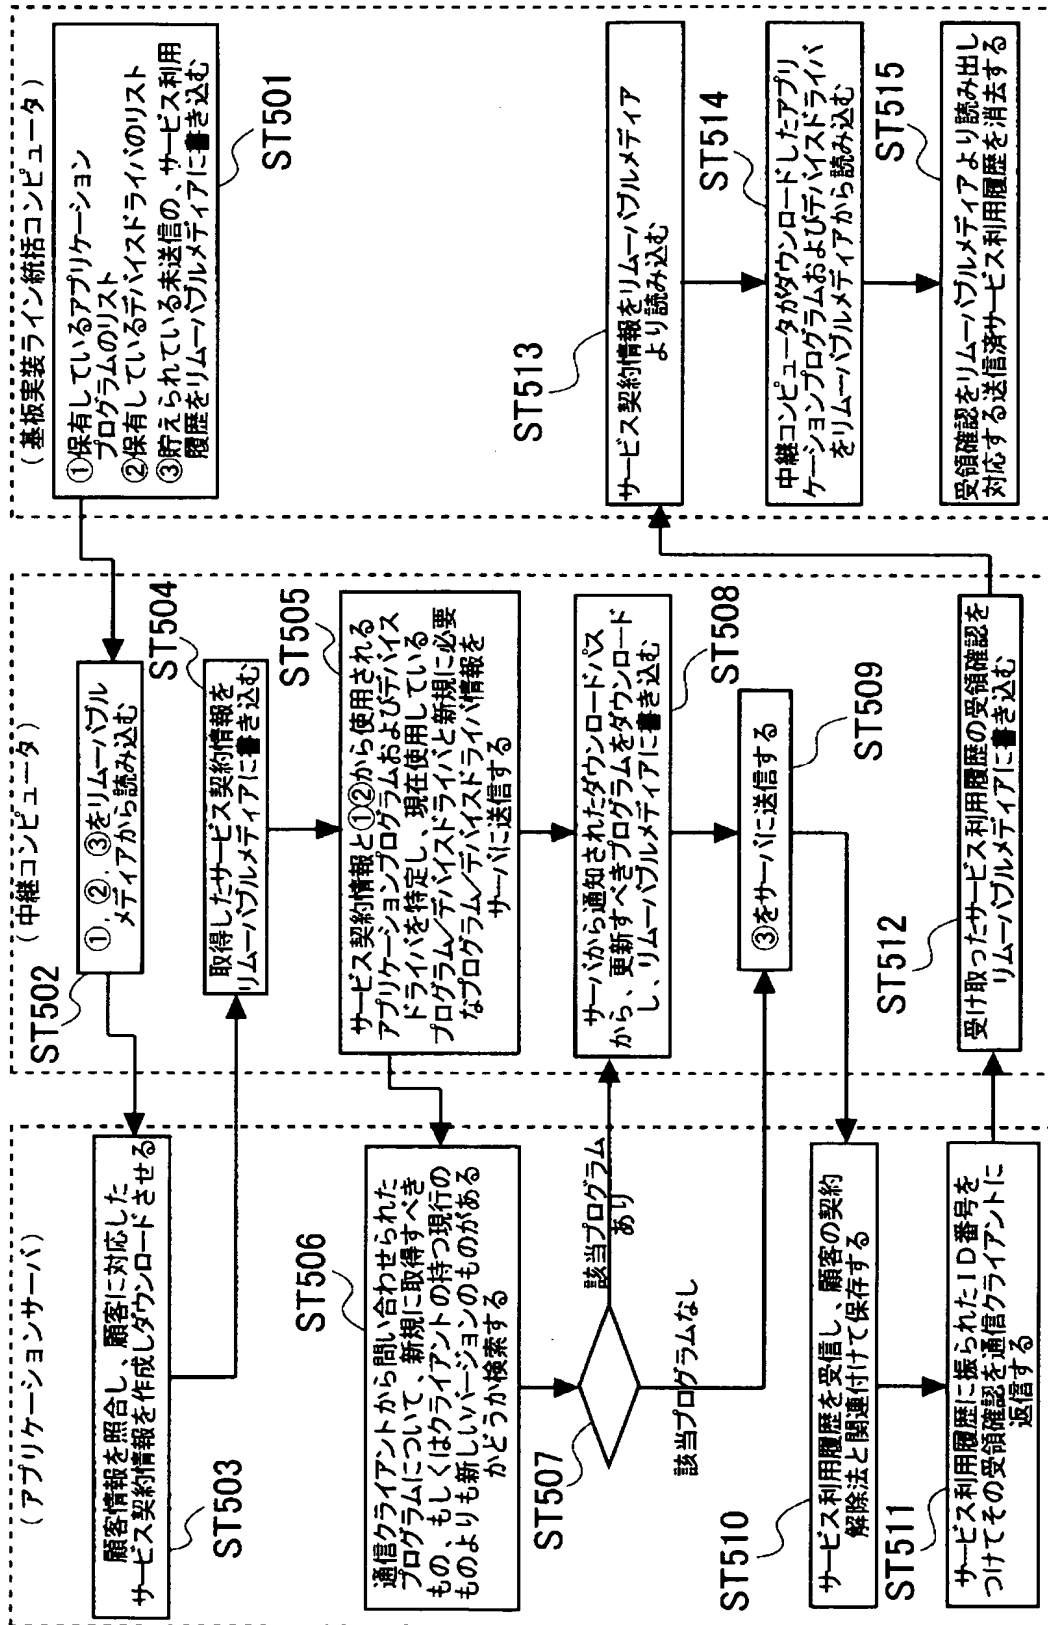 (アプリケーションサーバ)
顧客情報を照合し、顧客に対応した
サービス契約情報を作成しダウンロードさせる
ST503
通信クライアントから問い合わせられた
プログラムについて、新規に取得すべき
もの、もしくはクライアントの持つ現行の
ものよりも新しいバージョンのものがある
かどうか検索する
ST506
ST507
該当プログラム
あり
該当プログラムなし
サービス利用履歴を受信し、顧客の契約
解除法と関連付けて保存する
ST510
サービス利用履歴に振られたID番号を
つけてその受領確認を通信クライアントに
返信する
ST511
(中継コンピュータ)
①、②、③をリムーバブル
メディアから読み込む
ST502
取得したサービス契約情報を
リムーバブルメディアに書き込む
ST504
サービス契約情報と①②から使用される
アプリケーションプログラムおよびデバイス
ドライバを特定し、現在使用している
プログラム/デバイスドライバと新規に必要
なプログラム/デバイスドライバ情報を
サーバに送信する
ST505
サーバから通知されたダウンロードパス
から、更新すべきプログラムをダウンロード
し、リムーバブルメディアに書き込む
ST508
③をサーバに送信する
ST509
受け取ったサービス利用履歴の受領確認を
リムーバブルメディアに書き込む
ST512
(基板実装ライン統括コンピュータ)
①保有しているアプリケーション
プログラムのリスト
②保有しているデバイスドライバのリスト
③貯えられている未送信の、サービス利用
履歴をリムーバブルメディアに書き込む
ST501
サービス契約情報をリムーバブルメディア
より読み込む
ST513
中継コンピュータがダウンロードしたアプリ
ケーションプログラムおよびデバイスドライバ
をリムーバブルメディアから読み込む
ST514
受領確認をリムーバブルメディアより読み出し
対応する送信済サービス利用履歴を消去する
ST515